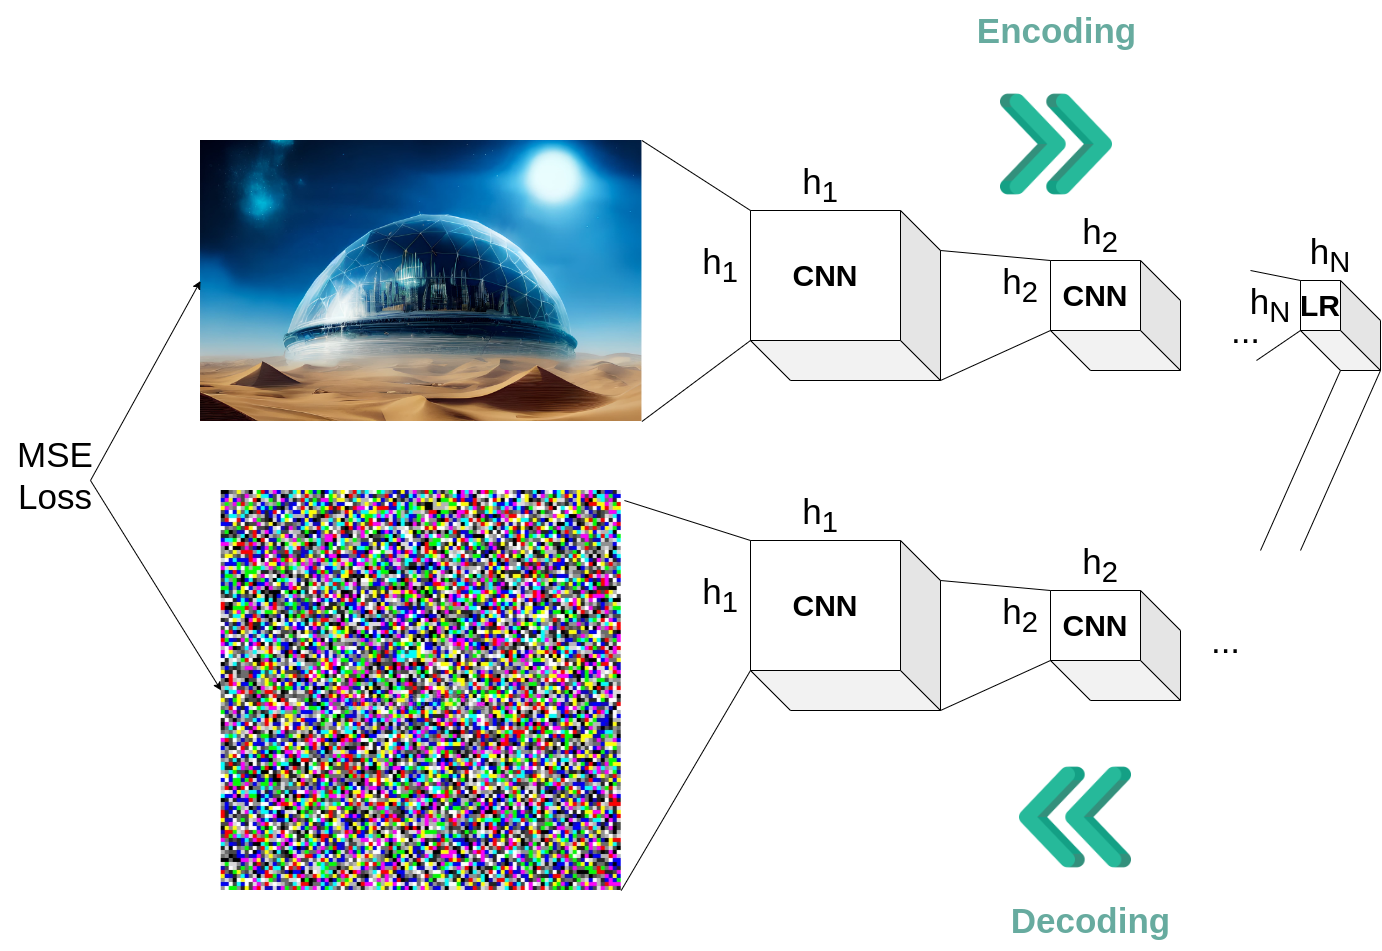 Encoding
h1
h1
CNN
h2
h2
CNN
hN
hN
LR
...
MSE
Loss
h1
h1
CNN
h2
h2
CNN
...
Decoding